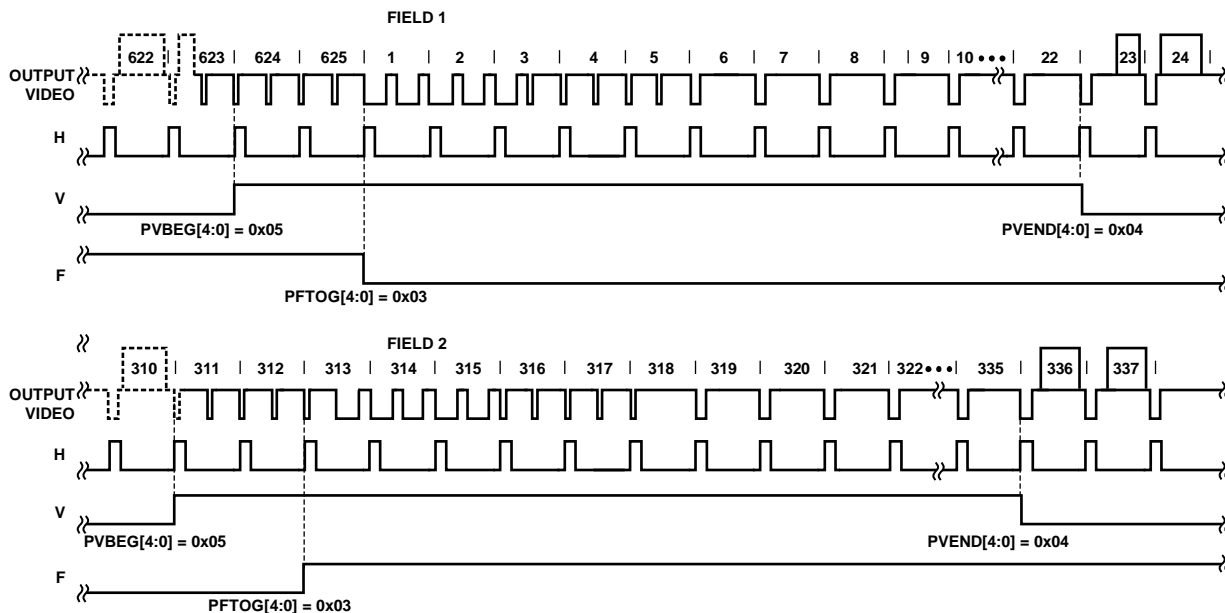 FIELD 1
622 623 624 625 1 2 3 4 5 6 7 8 9 10 ••• 22 23 24
OUTPUT
VIDEO
H
V
PVBEG[4:0] = 0x05 PVEND[4:0] = 0x04
F
PFTOG[4:0] = 0x03
FIELD 2
310 311 312 313 314 315 316 317 318 319 320 321 322 ••• 335 336 337
OUTPUT
VIDEO
H
V
PVBEG[4:0] = 0x05 PVEND[4:0] = 0x04
F
PFTOG[4:0] = 0x03